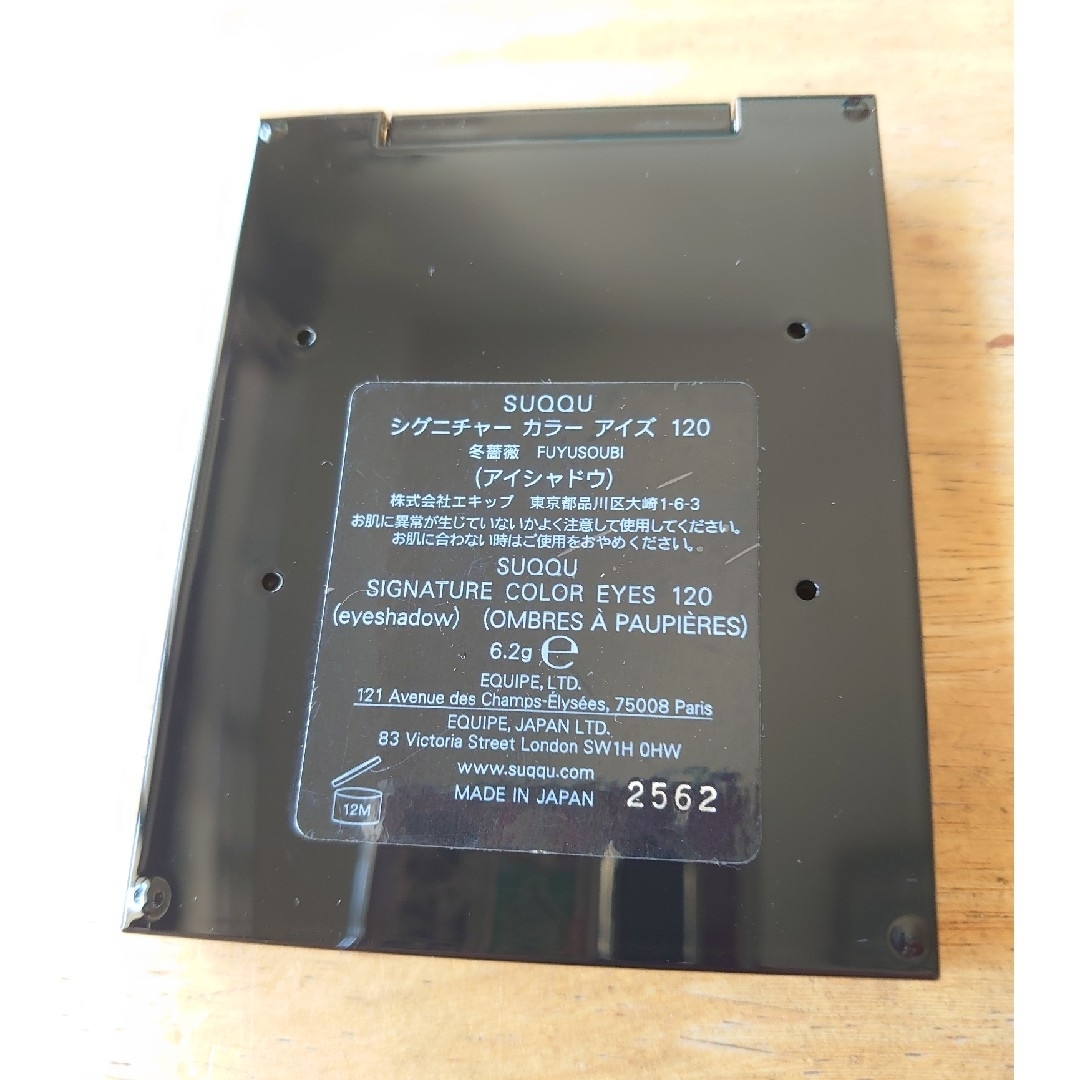 SUQQU
シグニチャー カラー アイズ 120
冬薔薇 FUYUSOUBI
(アイシャドウ)
株式会社エキップ 東京都品川区大崎1-6-3
お肌に異常が生じていないかよく注意して使用してください。
お肌に合わない時はご使用をおやめください。
SUQQU
SIGNATURE COLOR EYES 120
(eyeshadow) (OMBRES À PAUPIÈRES)
6.2g ℮
EQUIPE, LTD.
121 Avenue des Champs-Élysées, 75008 Paris
EQUIPE, JAPAN LTD.
83 Victoria Street London SW1H 0HW
www.suqqu.com
MADE IN JAPAN 2562
12M